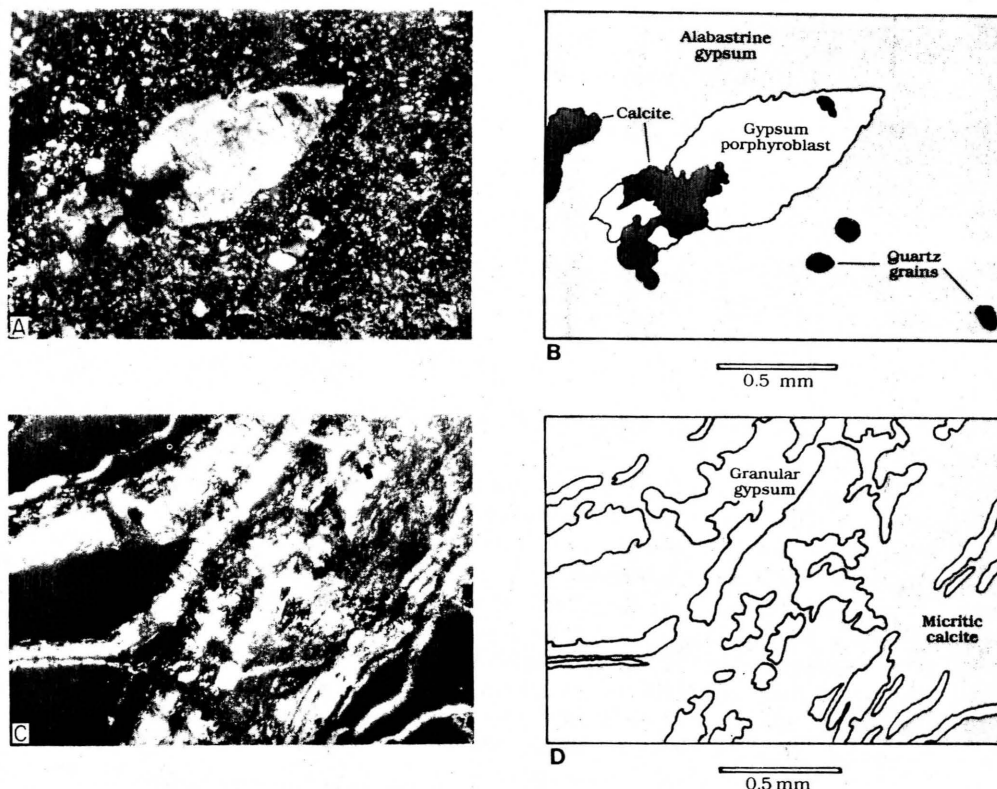 A
Alabastrine
gypsum
Calcite
Gypsum
porphyroblast
Quartz
grains
B
0.5 mm
C
Granular
gypsum
Micritic
calcite
D
0.5 mm